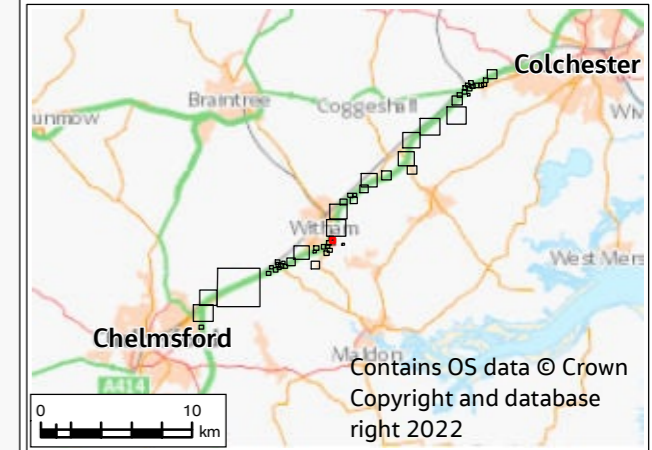 Colchester
Braintree
Coggeshall
unmow
Witham
West Mers
Chelmsford
Maldon
Contains OS data © Crown
Copyright and database
right 2022
A414
0 10
km